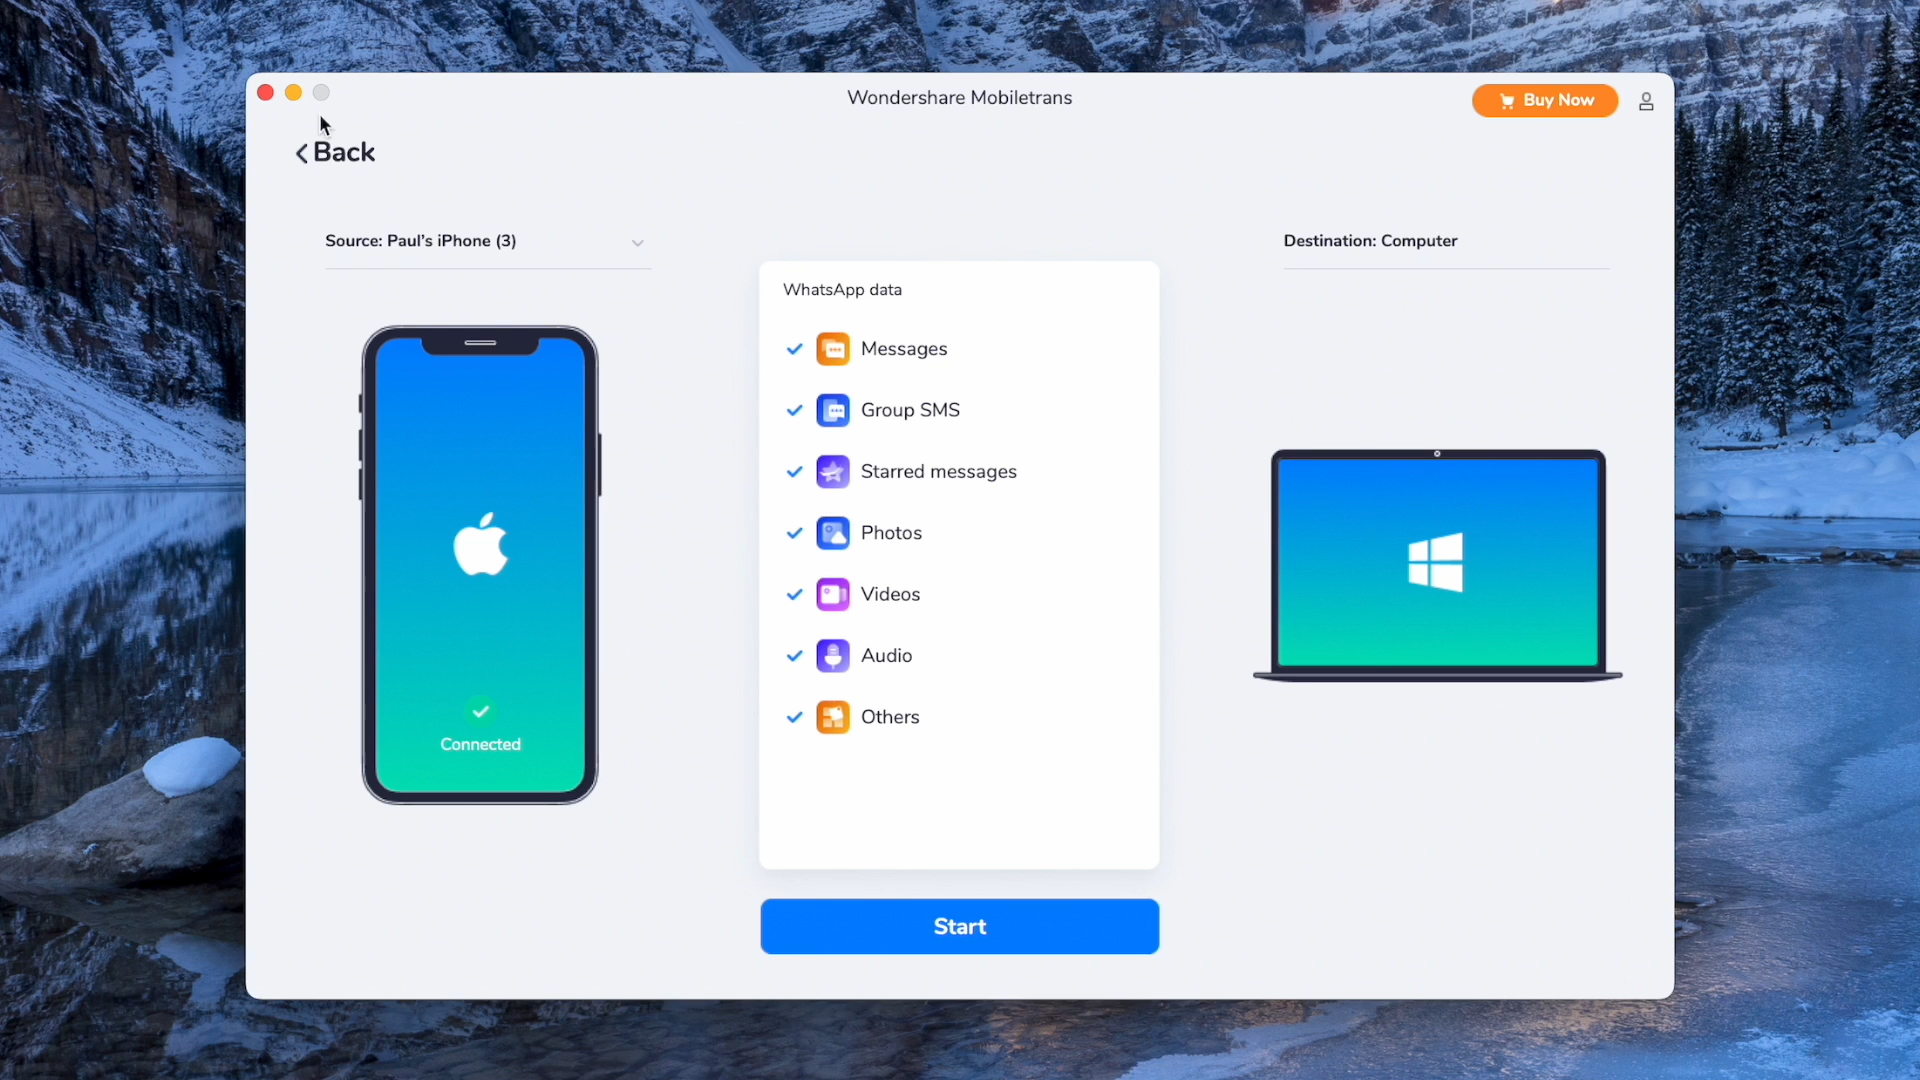 Wondershare Mobiletrans
Buy Now
Back
Source: Paul's iPhone (3)
Destination: Computer
WhatsApp data
Messages
Group SMS
Starred messages
Photos
Videos
Audio
Others
Connected
Start